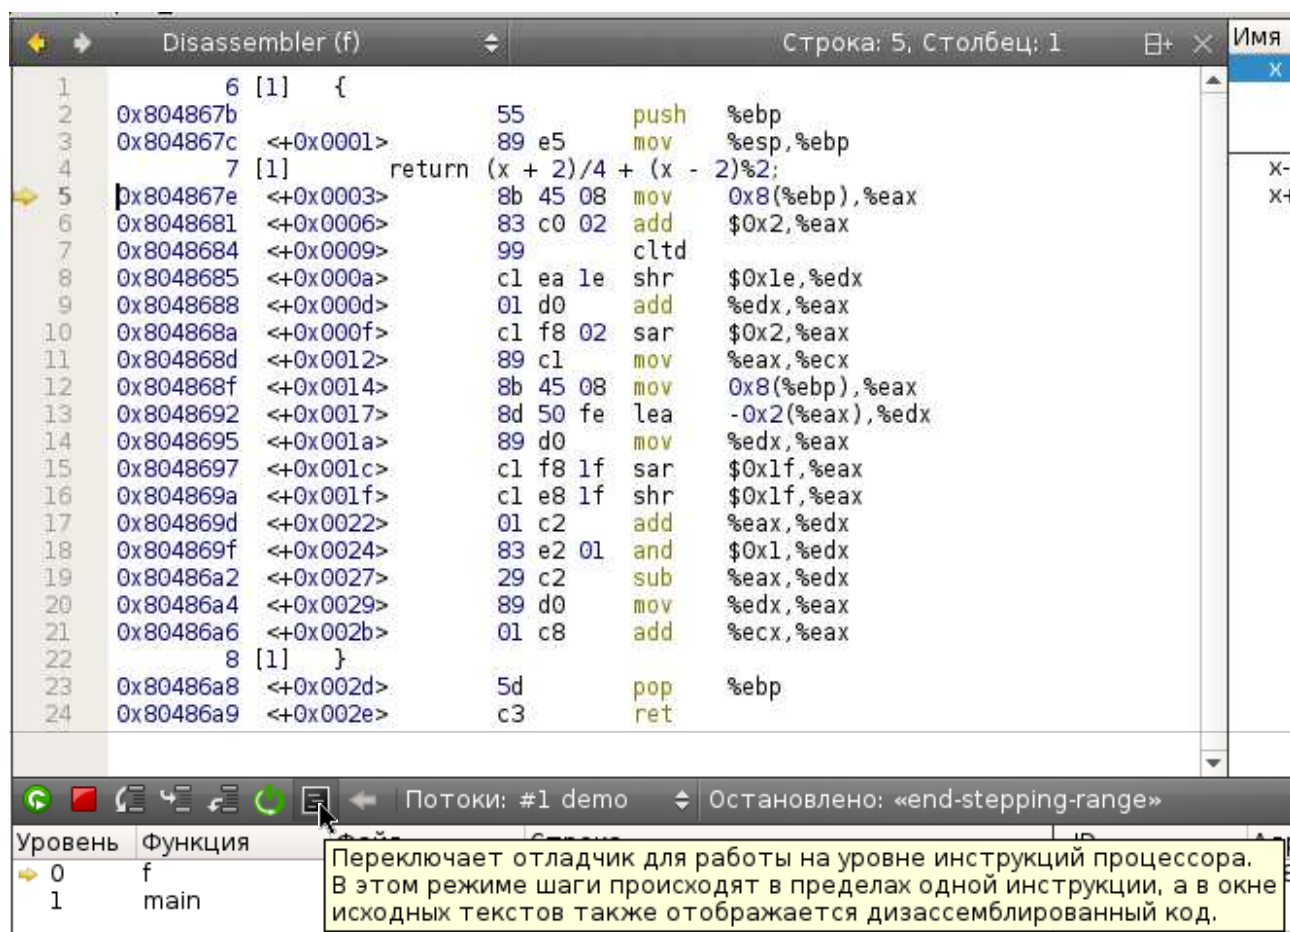 Disassembler (f) Строка: 5, Столбец: 1 Имя
x
1 6 [1] {
2 0x804867b 55 push %ebp
3 0x804867c <+0x0001> 89 e5 mov %esp,%ebp
4 7 [1] return (x + 2)/4 + (x - 2)%2;
x-
5 0x804867e <+0x0003> 8b 45 08 mov 0x8(%ebp),%eax
x+
6 0x8048681 <+0x0006> 83 c0 02 add $0x2,%eax
7 0x8048684 <+0x0009> 99 cltd
8 0x8048685 <+0x000a> c1 ea 1e shr $0x1e,%edx
9 0x8048688 <+0x000d> 01 d0 add %edx,%eax
10 0x804868a <+0x000f> c1 f8 02 sar $0x2,%eax
11 0x804868d <+0x0012> 89 c1 mov %eax,%ecx
12 0x804868f <+0x0014> 8b 45 08 mov 0x8(%ebp),%eax
13 0x8048692 <+0x0017> 8d 50 fe lea -0x2(%eax),%edx
14 0x8048695 <+0x001a> 89 d0 mov %edx,%eax
15 0x8048697 <+0x001c> c1 f8 1f sar $0x1f,%eax
16 0x804869a <+0x001f> c1 e8 1f shr $0x1f,%eax
17 0x804869d <+0x0022> 01 c2 add %eax,%edx
18 0x804869f <+0x0024> 83 e2 01 and $0x1,%edx
19 0x80486a2 <+0x0027> 29 c2 sub %eax,%edx
20 0x80486a4 <+0x0029> 89 d0 mov %edx,%eax
21 0x80486a6 <+0x002b> 01 c8 add %ecx,%eax
22 8 [1] }
23 0x80486a8 <+0x002d> 5d pop %ebp
24 0x80486a9 <+0x002e> c3 ret
Потоки: #1 demo Остановлено: «end-stepping-range»
Уровень Функция
0 f
1 main
Переключает отладчик для работы на уровне инструкций процессора.
В этом режиме шаги происходят в пределах одной инструкции, а в окне
исходных текстов также отображается дизассемблированный код.